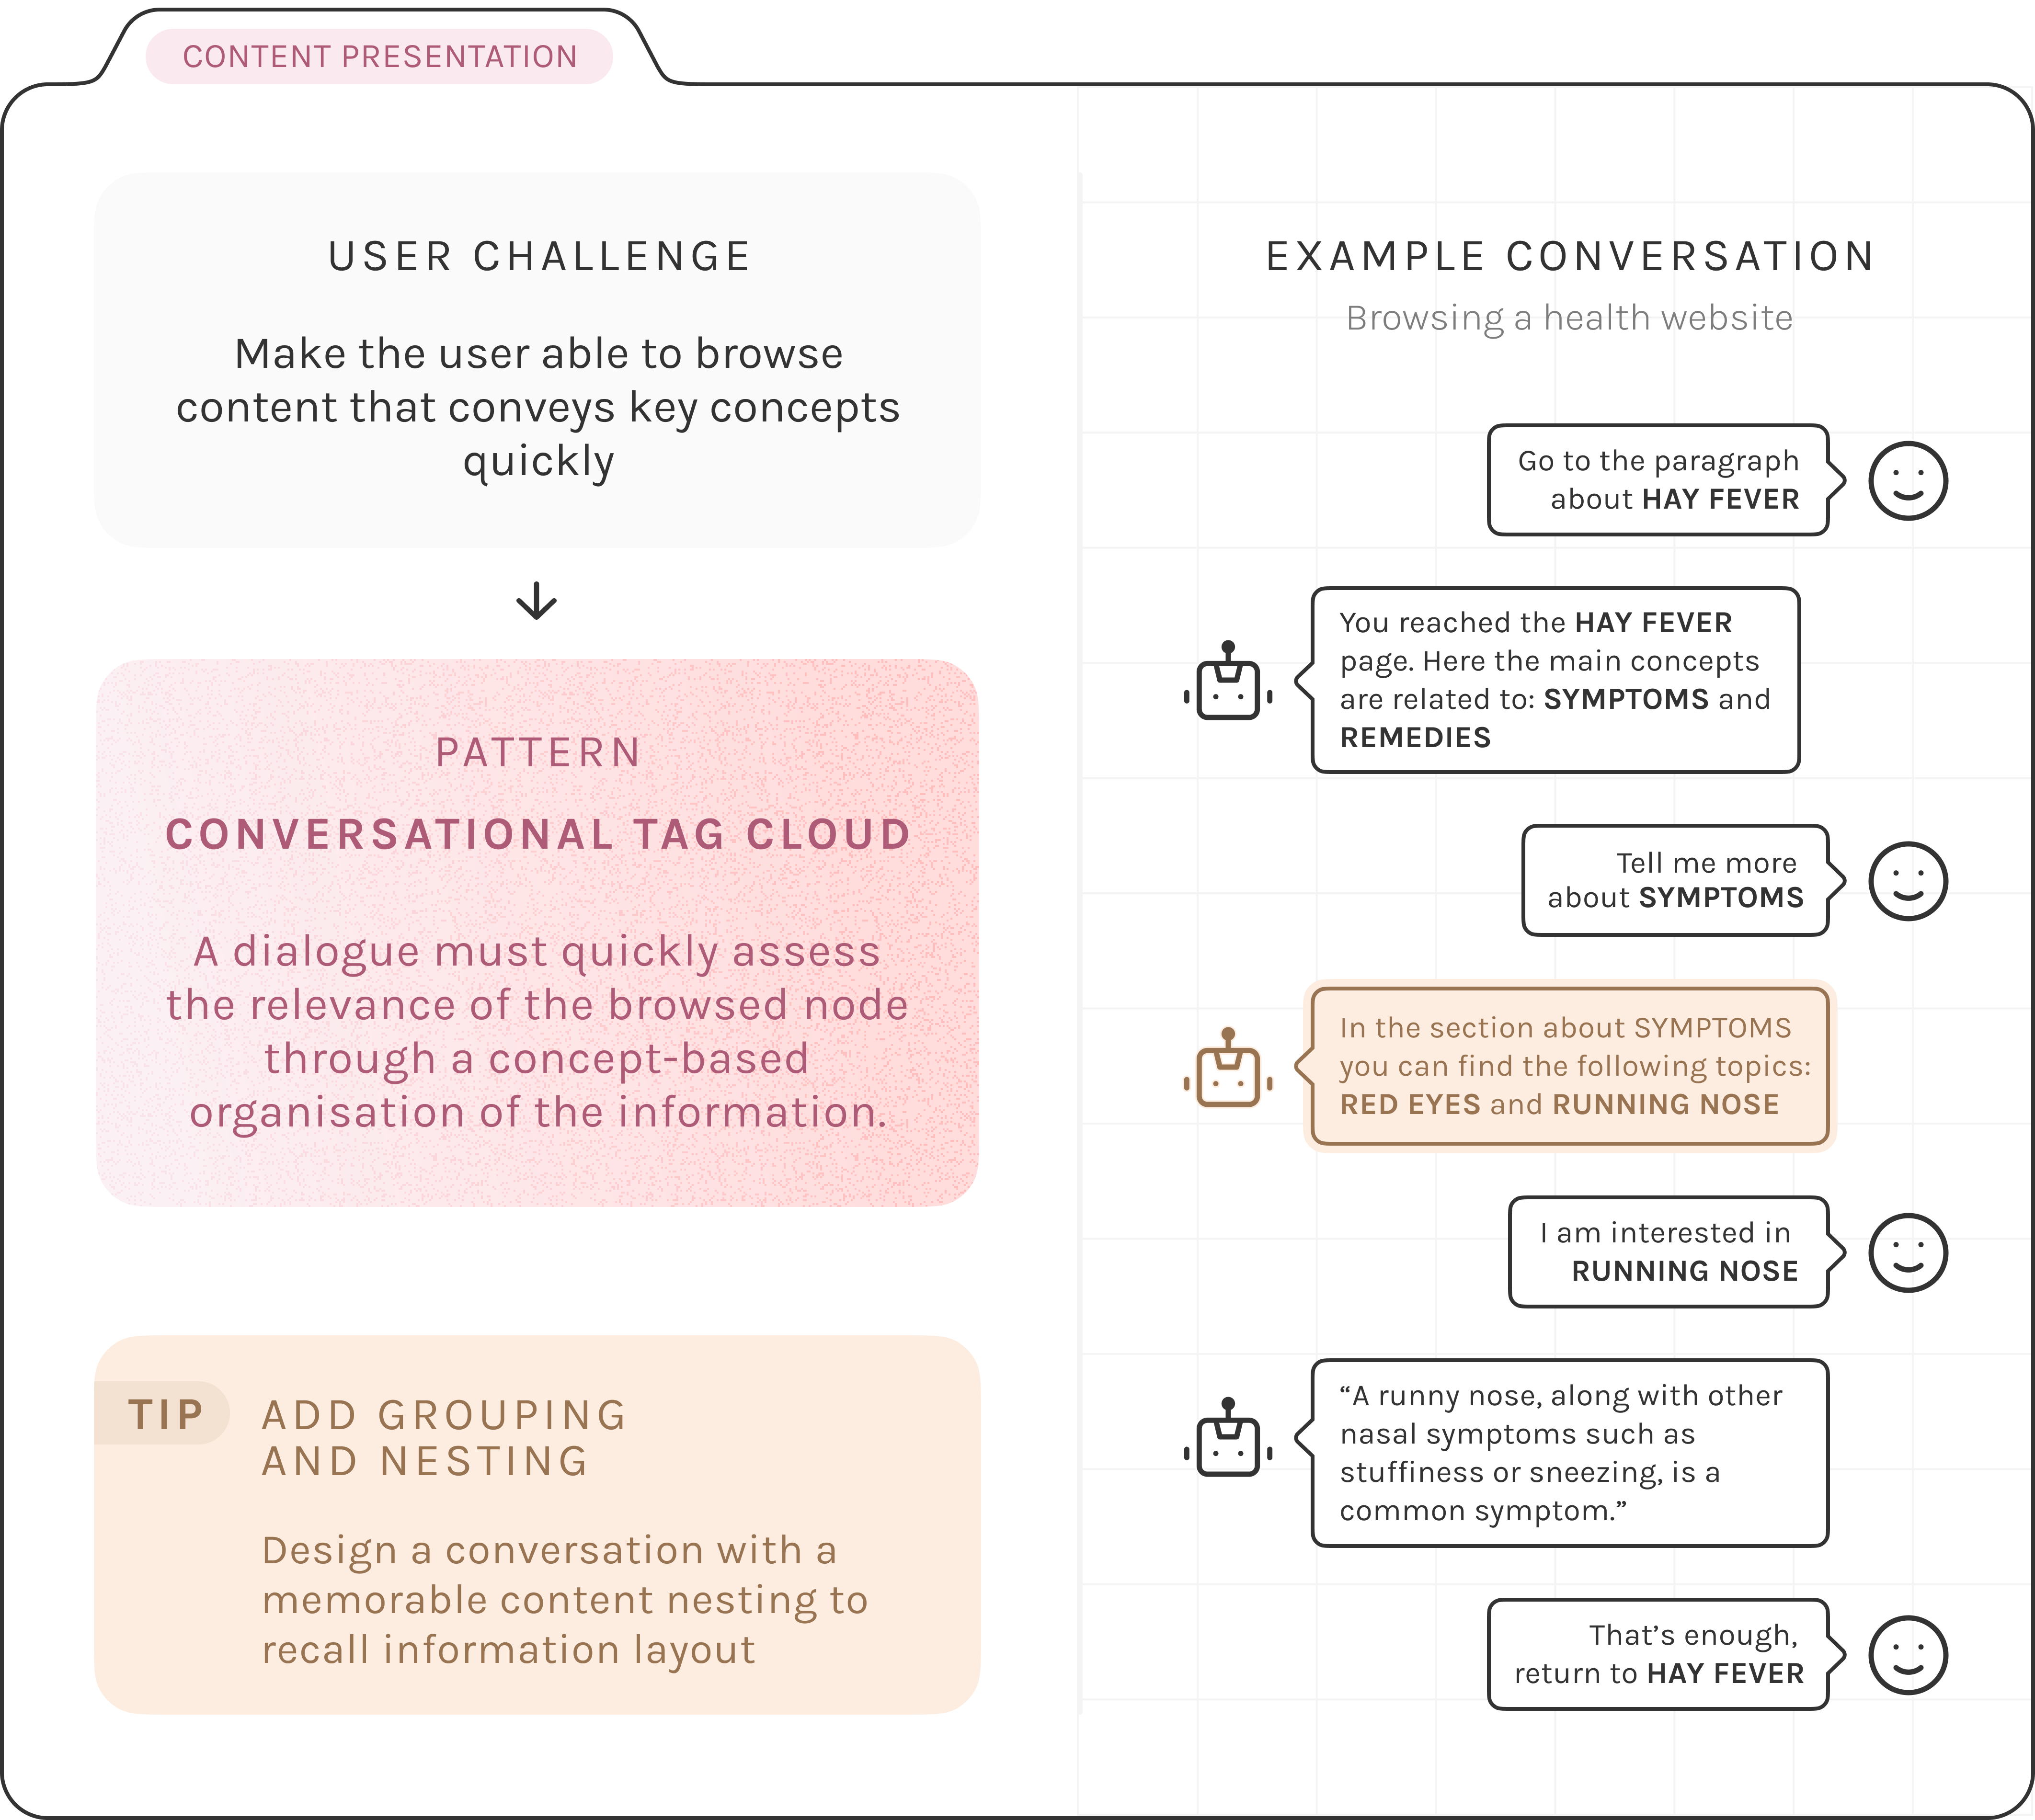 CONTENT PRESENTATION
USER CHALLENGE
Make the user able to browse
content that conveys key concepts
quickly
PATTERN
CONVERSATIONAL TAG CLOUD
A dialogue must quickly assess
the relevance of the browsed node
through a concept-based
organisation of the information.
TIP
ADD GROUPING
AND NESTING
Design a conversation with a
memorable content nesting to
recall information layout
EXAMPLE CONVERSATION
Browsing a health website
Go to the paragraph
about HAY FEVER
You reached the HAY FEVER
page. Here the main concepts
are related to: SYMPTOMS and
REMEDIES
Tell me more
about SYMPTOMS
In the section about SYMPTOMS
you can find the following topics:
RED EYES and RUNNING NOSE
I am interested in
RUNNING NOSE
“A runny nose, along with other
nasal symptoms such as
stuffiness or sneezing, is a
common symptom.”
That’s enough,
return to HAY FEVER